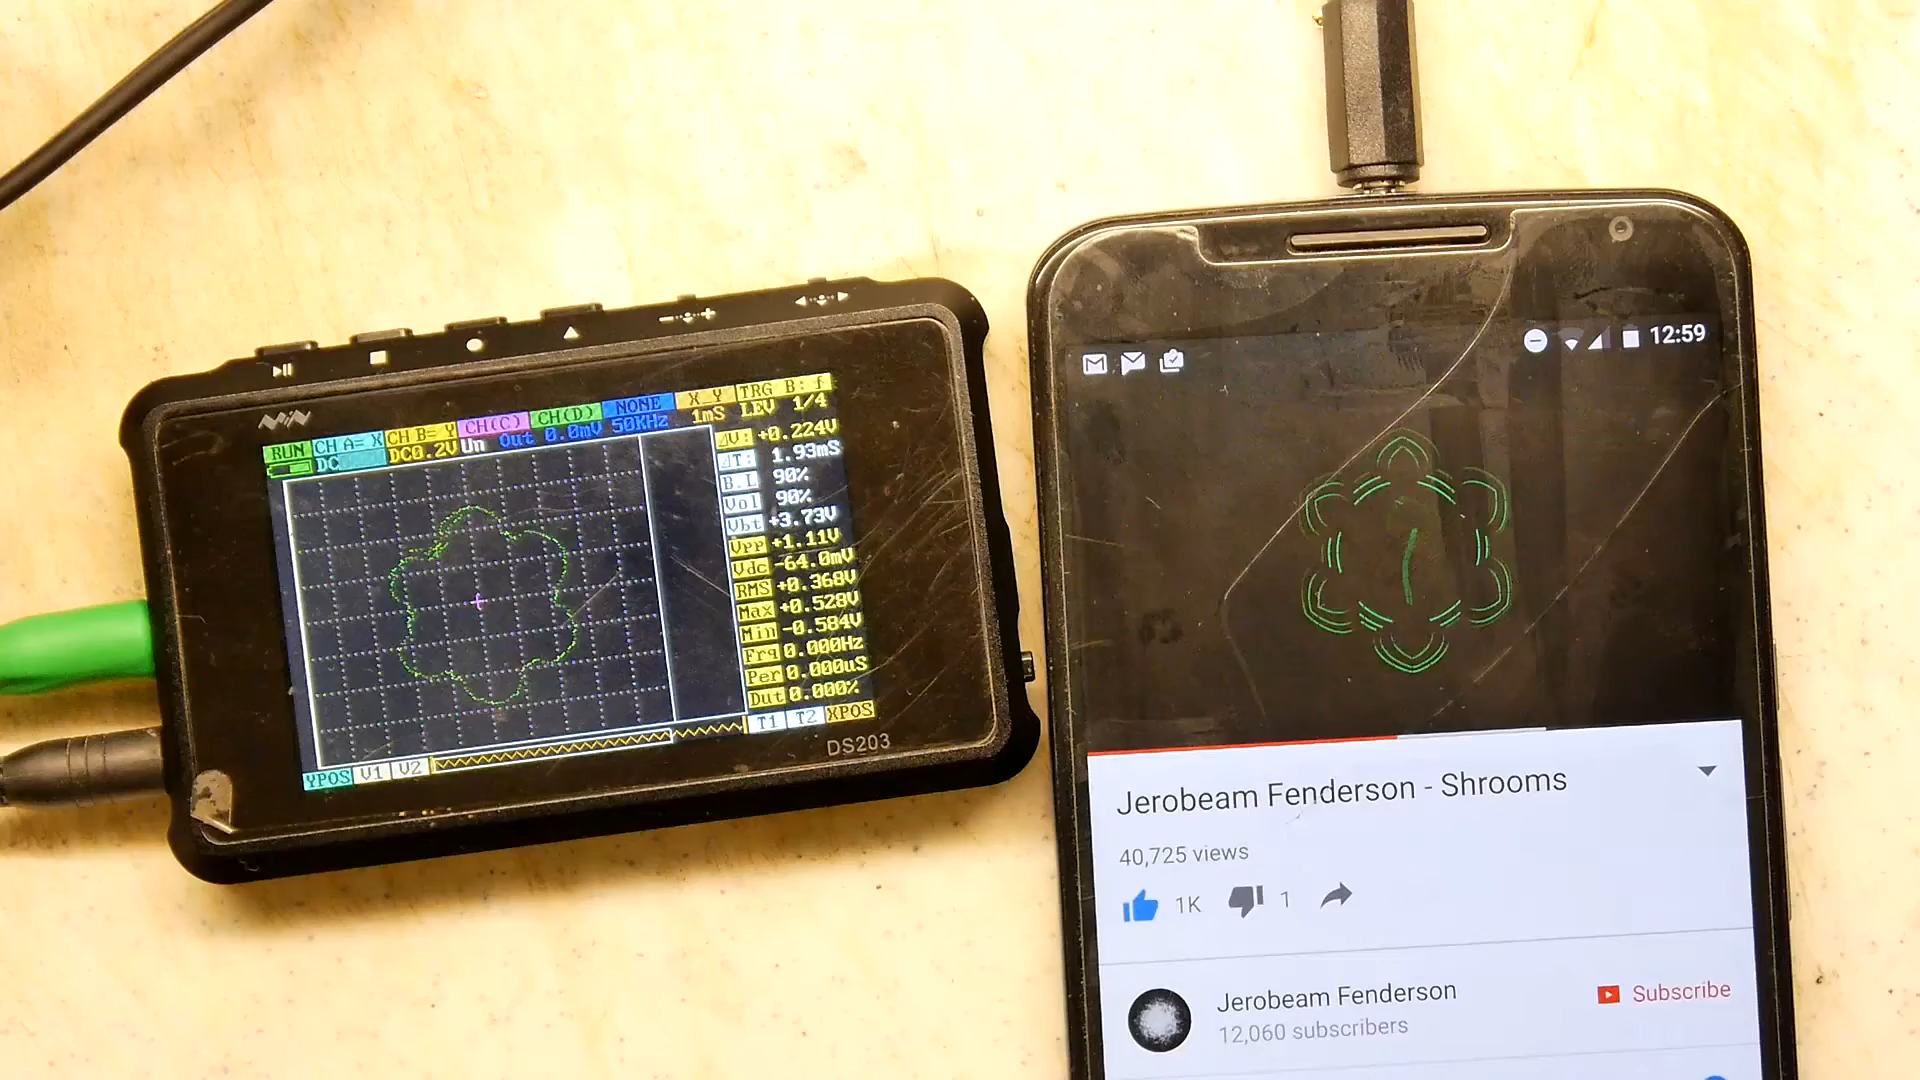 RUN CH A= X CH B= Y CH(C) CH(D) NONE X_Y TRG B: ƒ
DC DC0.2V Un Out 0.0mV 50KHz 1mS LEV 1/4
△V: +0.224V
△T: 1.93mS
B.L 90%
Vol 90%
Vbt +3.73V
Vpp +1.11V
Vdc -64.0mV
RMS +0.368V
Max +0.528V
Min -0.584V
Frq 0.000Hz
Per 0.000uS
Dut 0.000%
YPOS V1 V2 T1 T2 XPOS
DS203
12:59
Jerobeam Fenderson - Shrooms
40,725 views
1K 1
Jerobeam Fenderson
Subscribe
12,060 subscribers